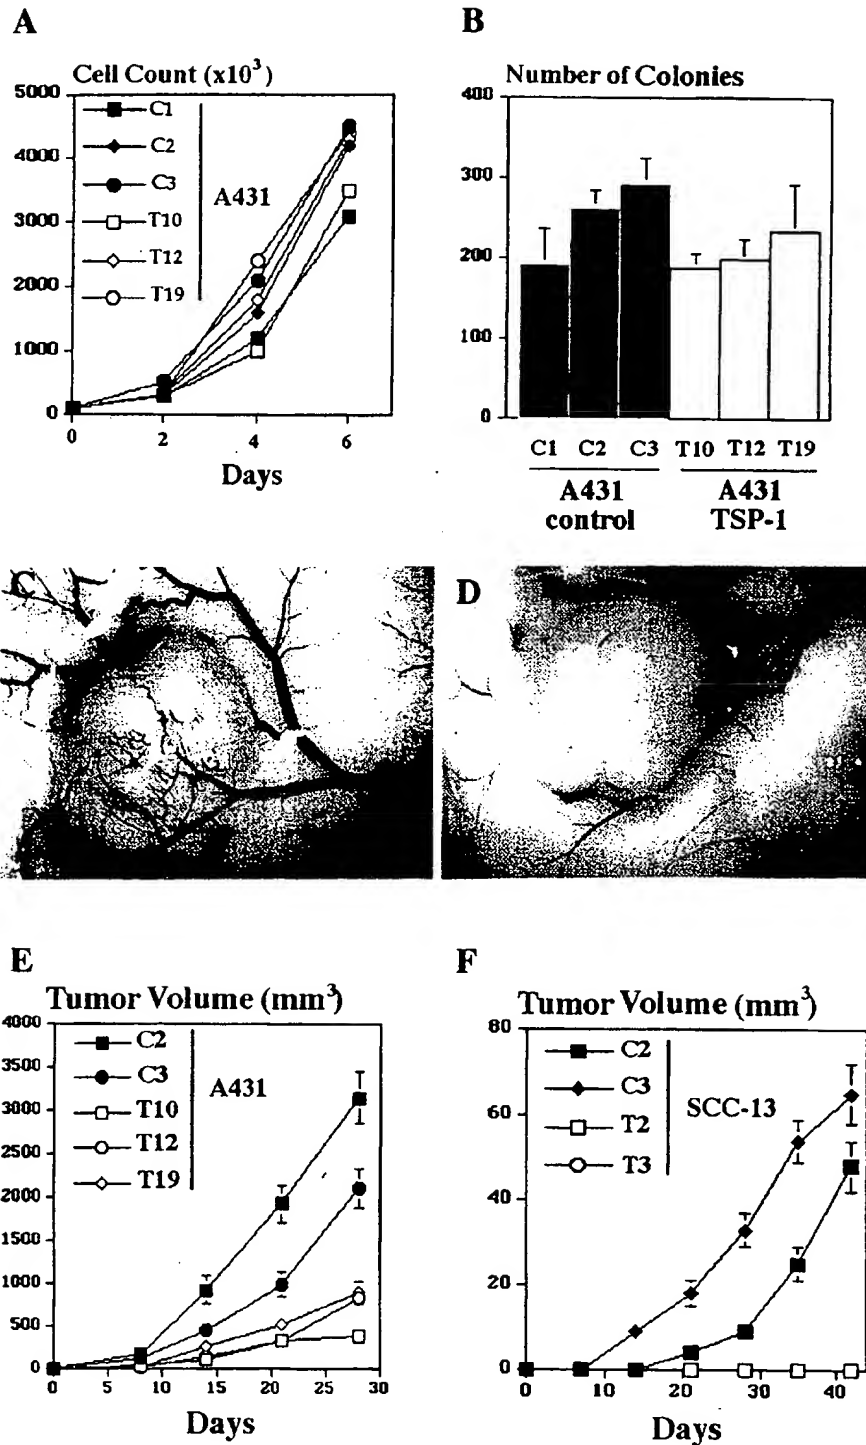 A
Cell Count (x10³)
5000
4000
3000
2000
1000
0
C1
C2
C3
T10
T12
T19
A431
0 2 4 6
Days
B
Number of Colonies
400
300
200
100
0
C1 C2 C3 T10 T12 T19
A431 A431
control TSP-1
C
D
E
Tumor Volume (mm³)
4000
3500
3000
2500
2000
1500
1000
500
0
C2
C3
T10
T12
T19
A431
0 5 10 15 20 25 30
Days
F
Tumor Volume (mm³)
80
60
40
20
0
C2
C3
T2
T3
SCC-13
0 10 20 30 40
Days